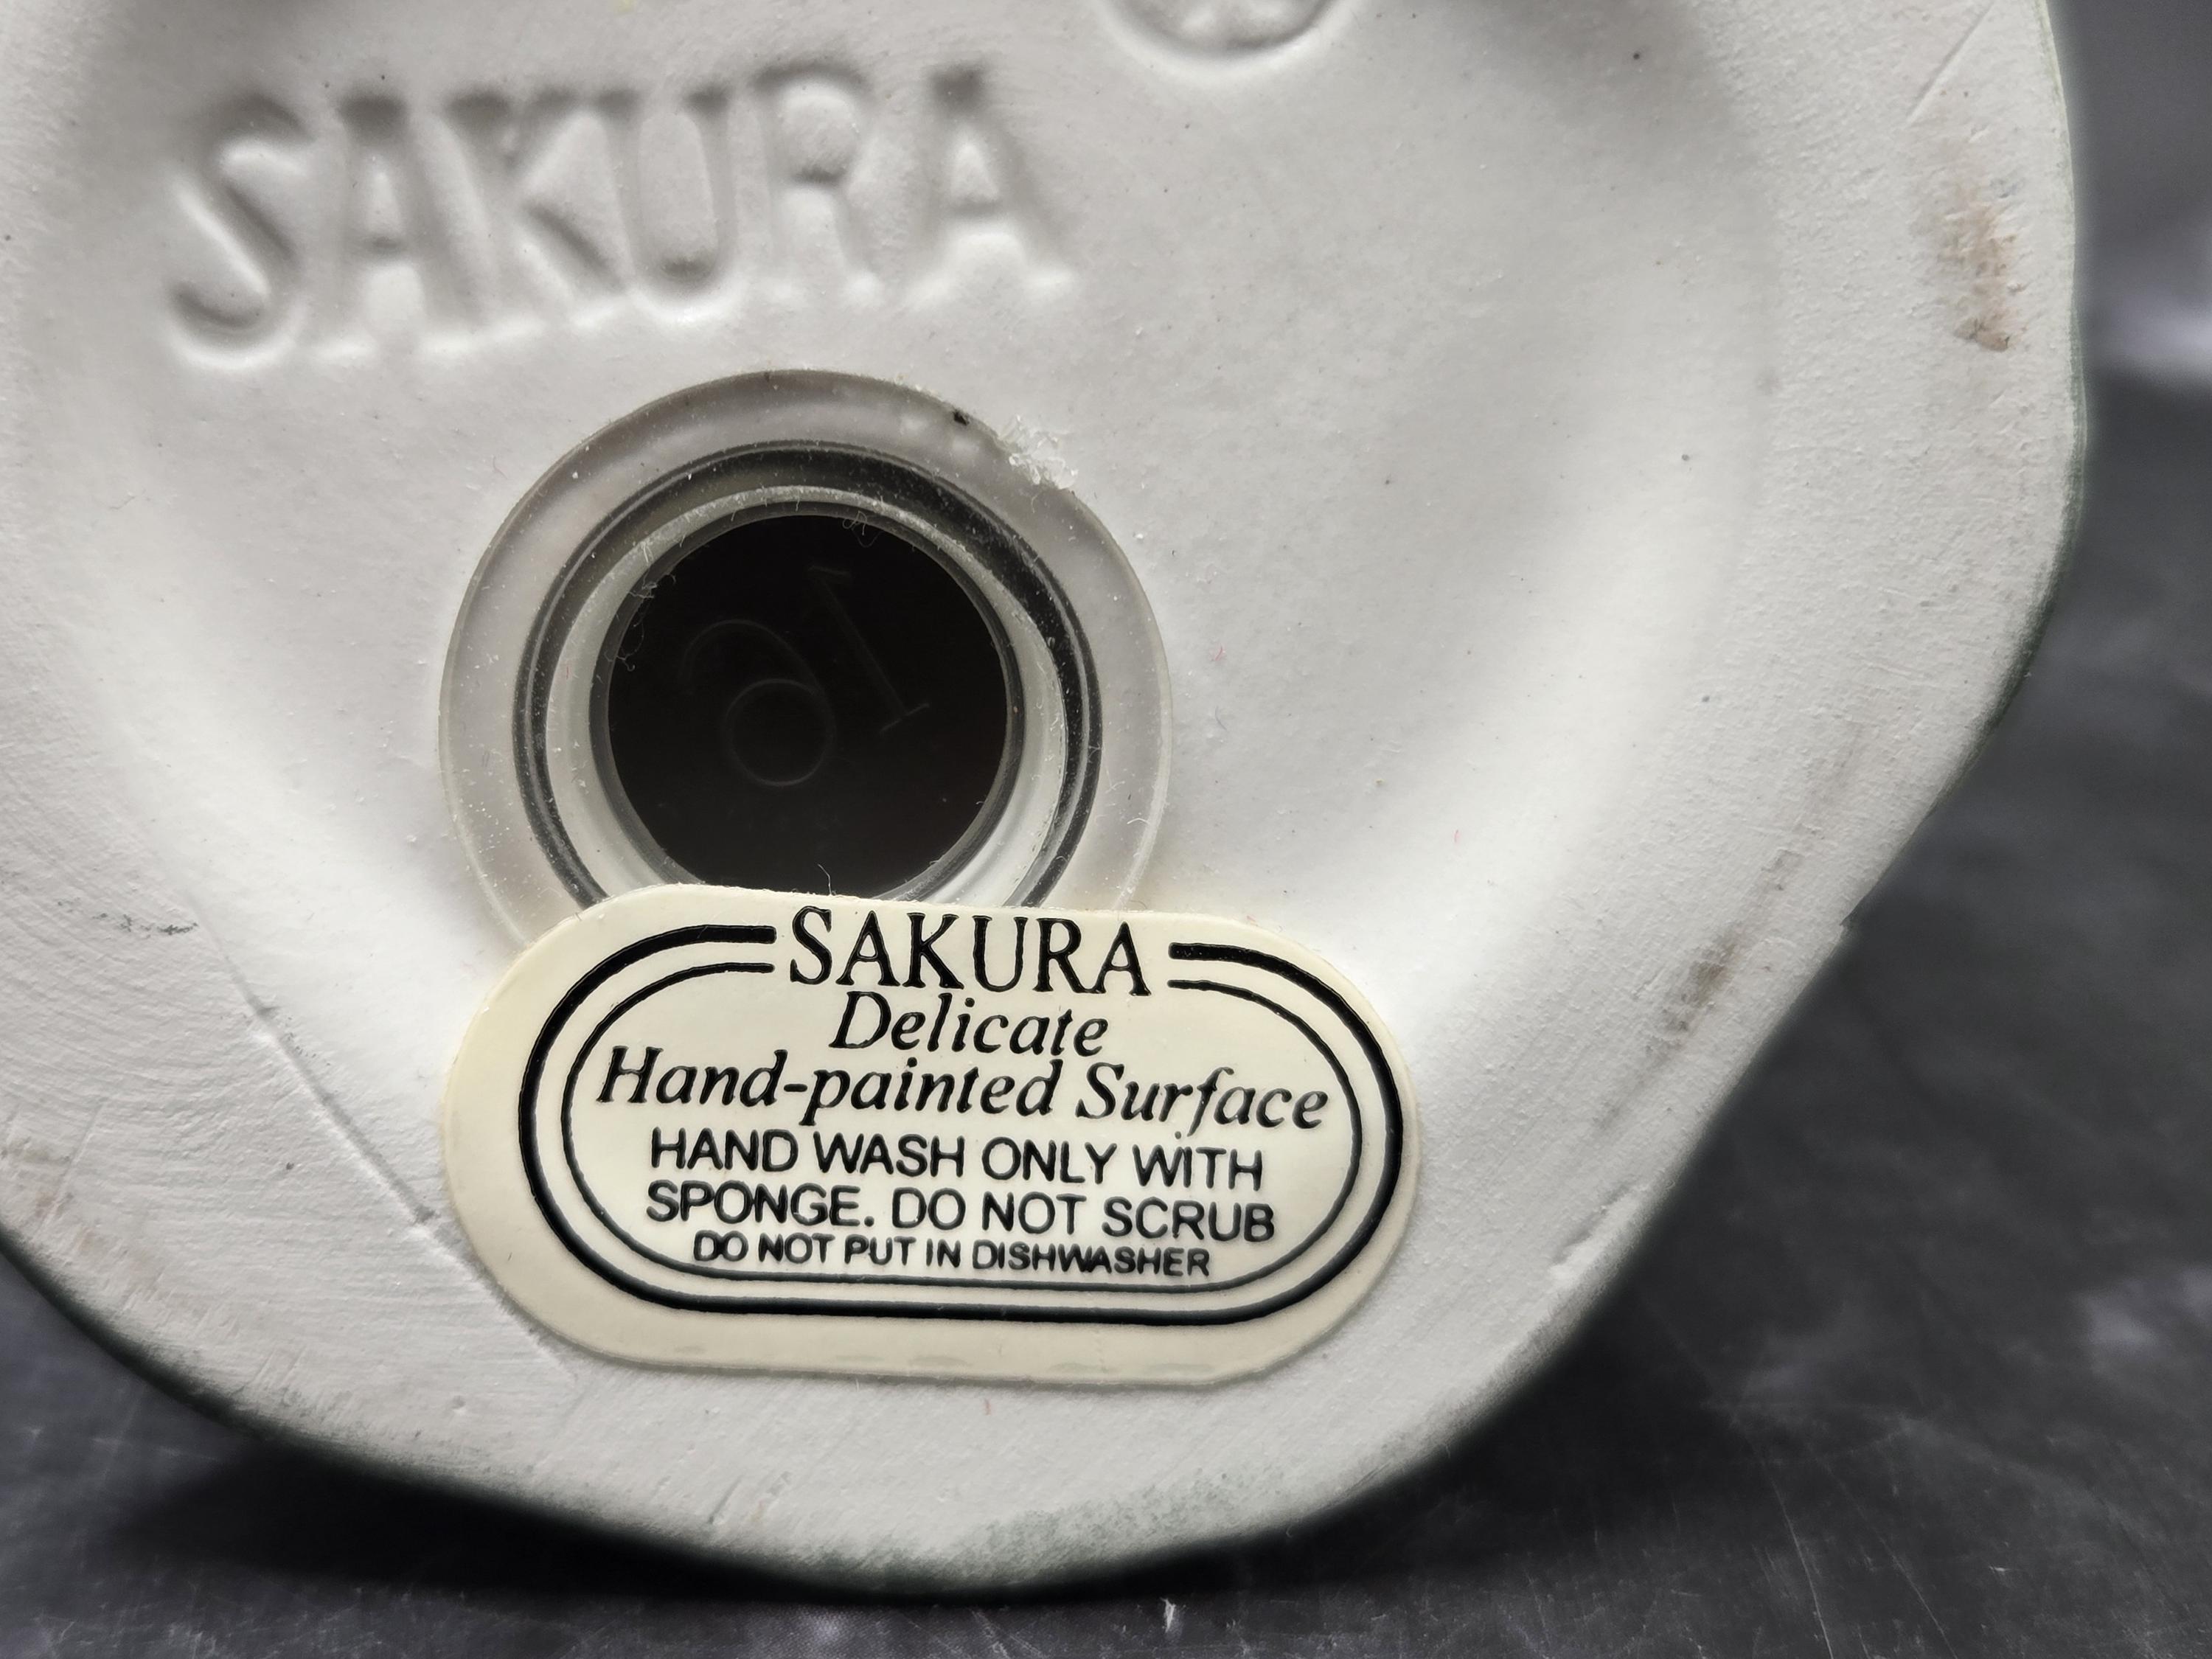 SAKURA
SAKURA
Delicate
Hand-painted Surface
HAND WASH ONLY WITH
SPONGE. DO NOT SCRUB
DO NOT PUT IN DISHWASHER